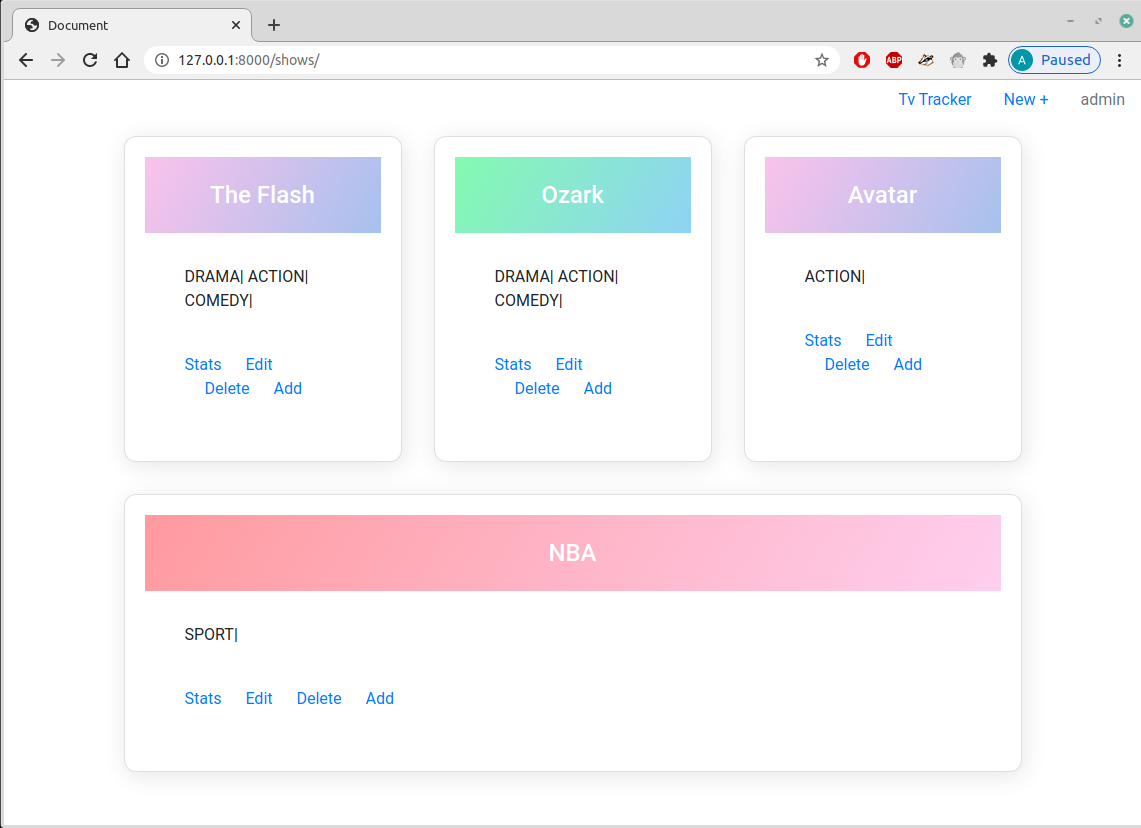 Document
127.0.0.1:8000/shows/
ABP
A Paused
Tv Tracker New + admin
The Flash
DRAMA| ACTION|
COMEDY|
Stats Edit
Delete Add
Ozark
DRAMA| ACTION|
COMEDY|
Stats Edit
Delete Add
Avatar
ACTION|
Stats Edit
Delete Add
NBA
SPORT|
Stats Edit Delete Add